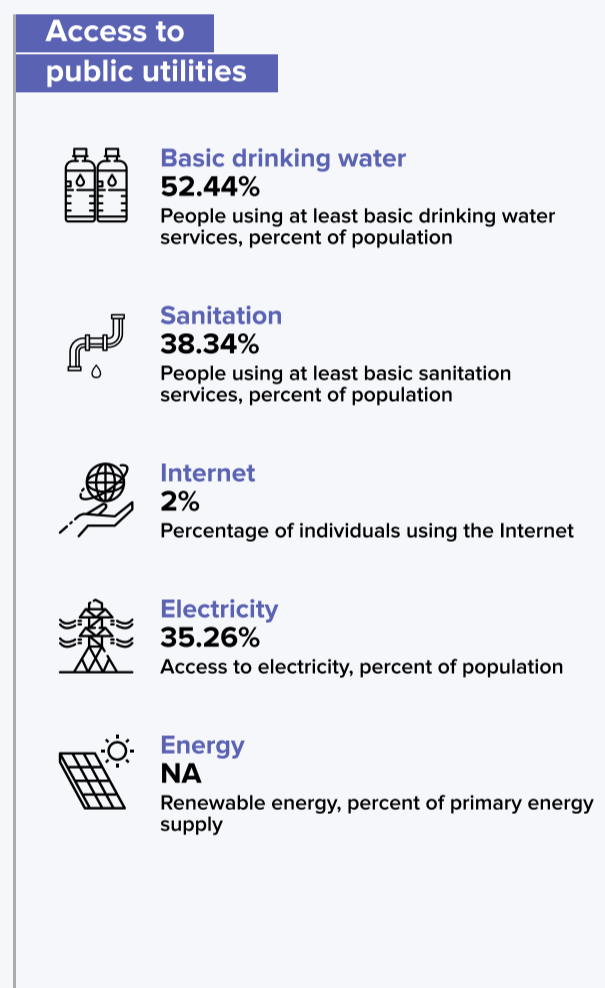 Access to
public utilities
Basic drinking water
52.44%
People using at least basic drinking water
services, percent of population
Sanitation
38.34%
People using at least basic sanitation
services, percent of population
Internet
2%
Percentage of individuals using the Internet
Electricity
35.26%
Access to electricity, percent of population
Energy
NA
Renewable energy, percent of primary energy
supply